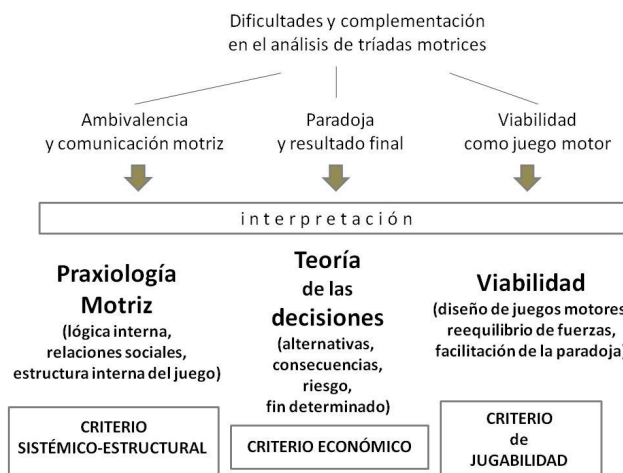 Dificultades y complementación
en el análisis de tríadas motrices
Ambivalencia
y comunicación motriz
Paradoja
y resultado final
Viabilidad
como juego motor
interpretación
Praxiología
Motriz
(lógica interna,
relaciones sociales,
estructura interna del juego)
Teoría
de las
decisiones
(alternativas,
consecuencias,
riesgo,
fin determinado)
Viabilidad
(diseño de juegos motores,
reequilibrio de fuerzas,
facilitación de la paradoja)
CRITERIO
SISTÉMICO-ESTRUCTURAL
CRITERIO ECONÓMICO
CRITERIO
de
JUGABILIDAD